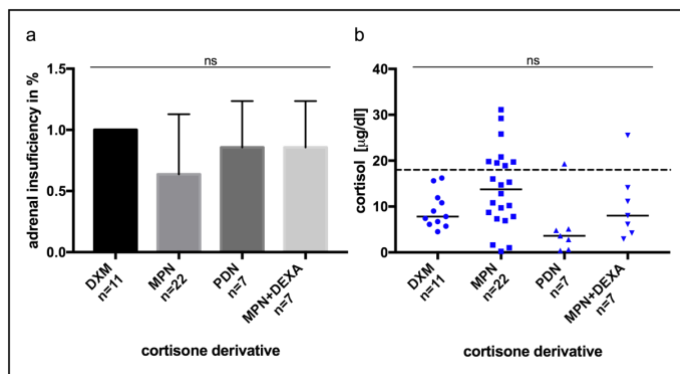 a
ns
adrenal insuficiency in %
1.5
1.0
0.5
0.0
DXM
n=11
MPN
n=22
PDN
n=7
MPN+DEXA
n=7
cortisone derivative
b
ns
cortisol [µg/dl]
40
30
20
10
0
DXM
n=11
MPN
n=22
PDN
n=7
MPN+DEXA
n=7
cortisone derivative